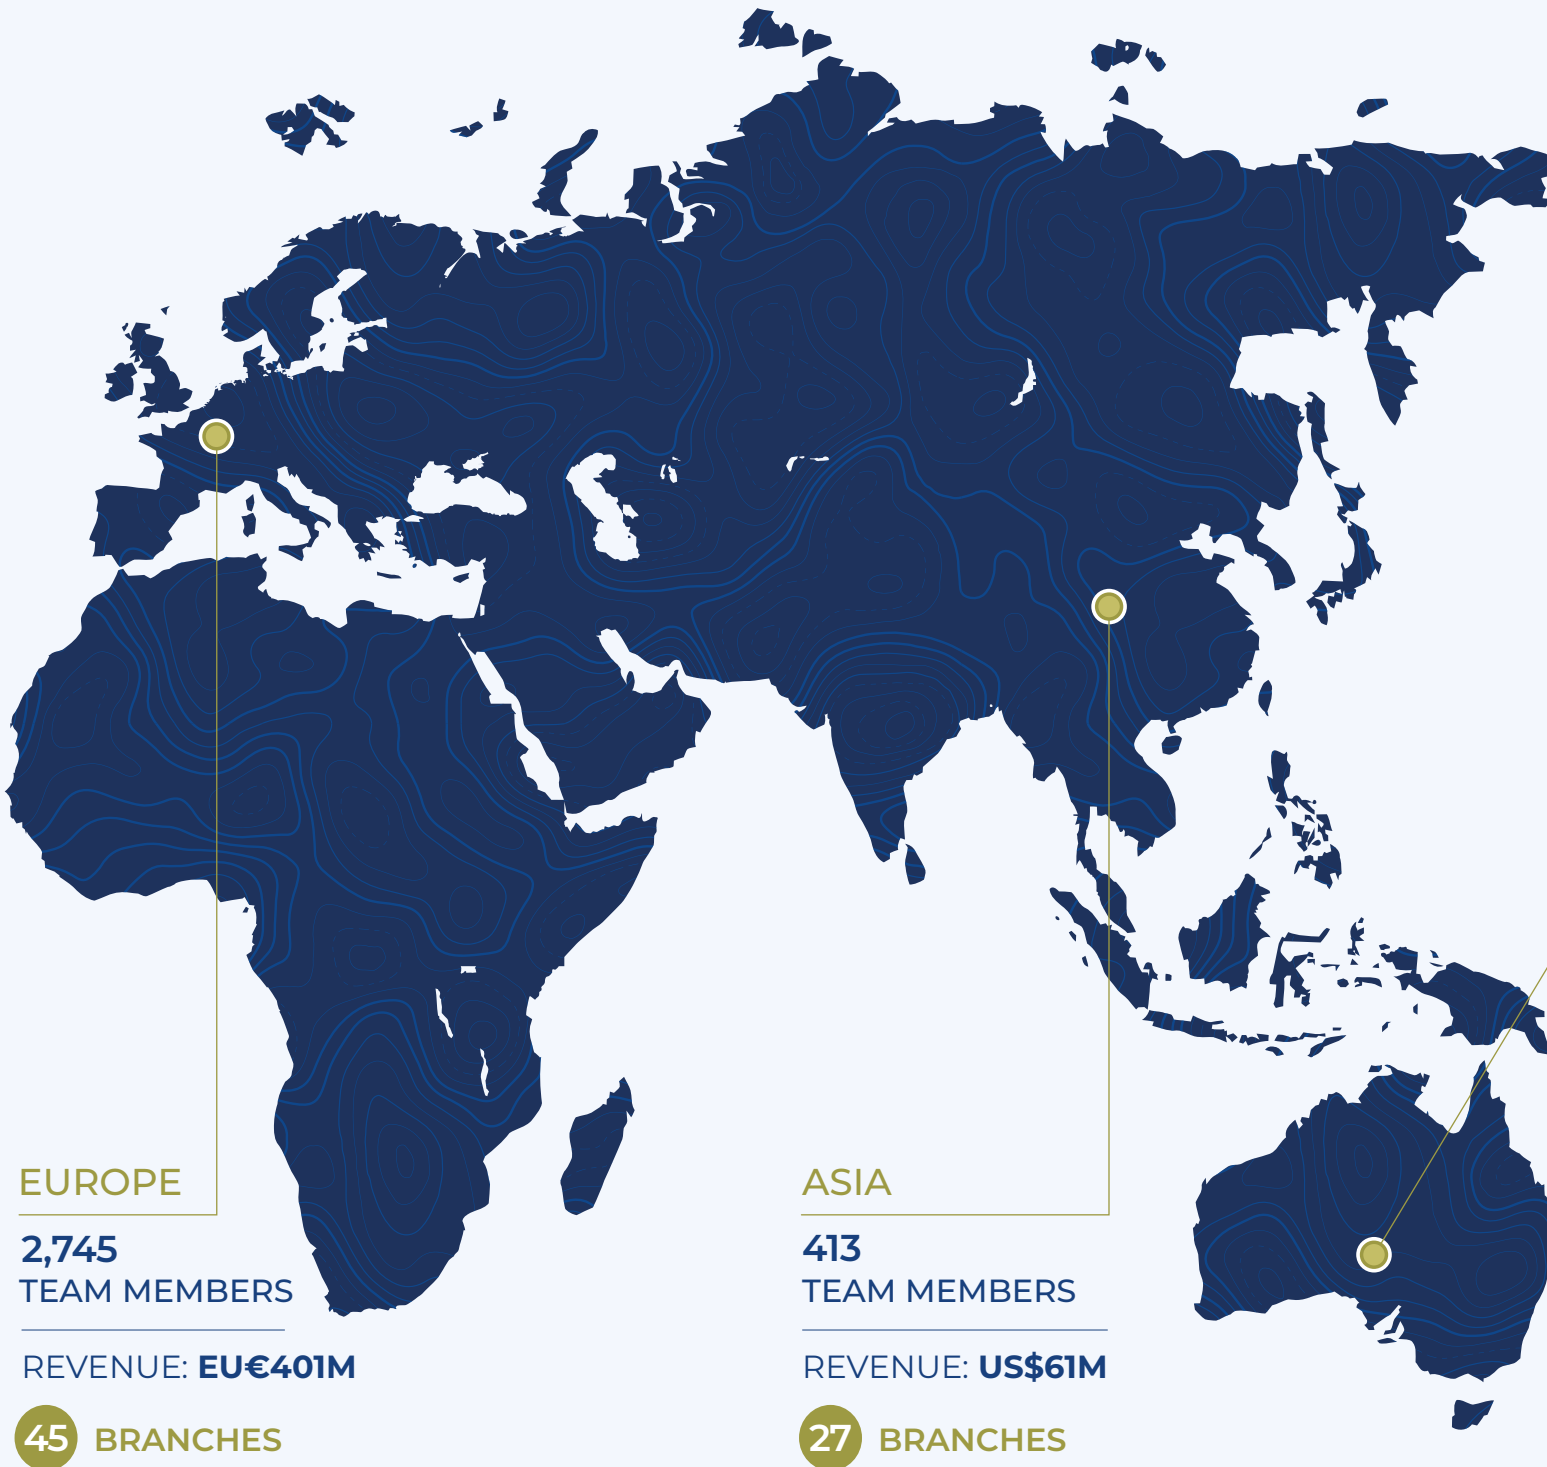 EUROPE
2,745
TEAM MEMBERS
REVENUE: EU€401M
45 BRANCHES
ASIA
413
TEAM MEMBERS
REVENUE: US$61M
27 BRANCHES